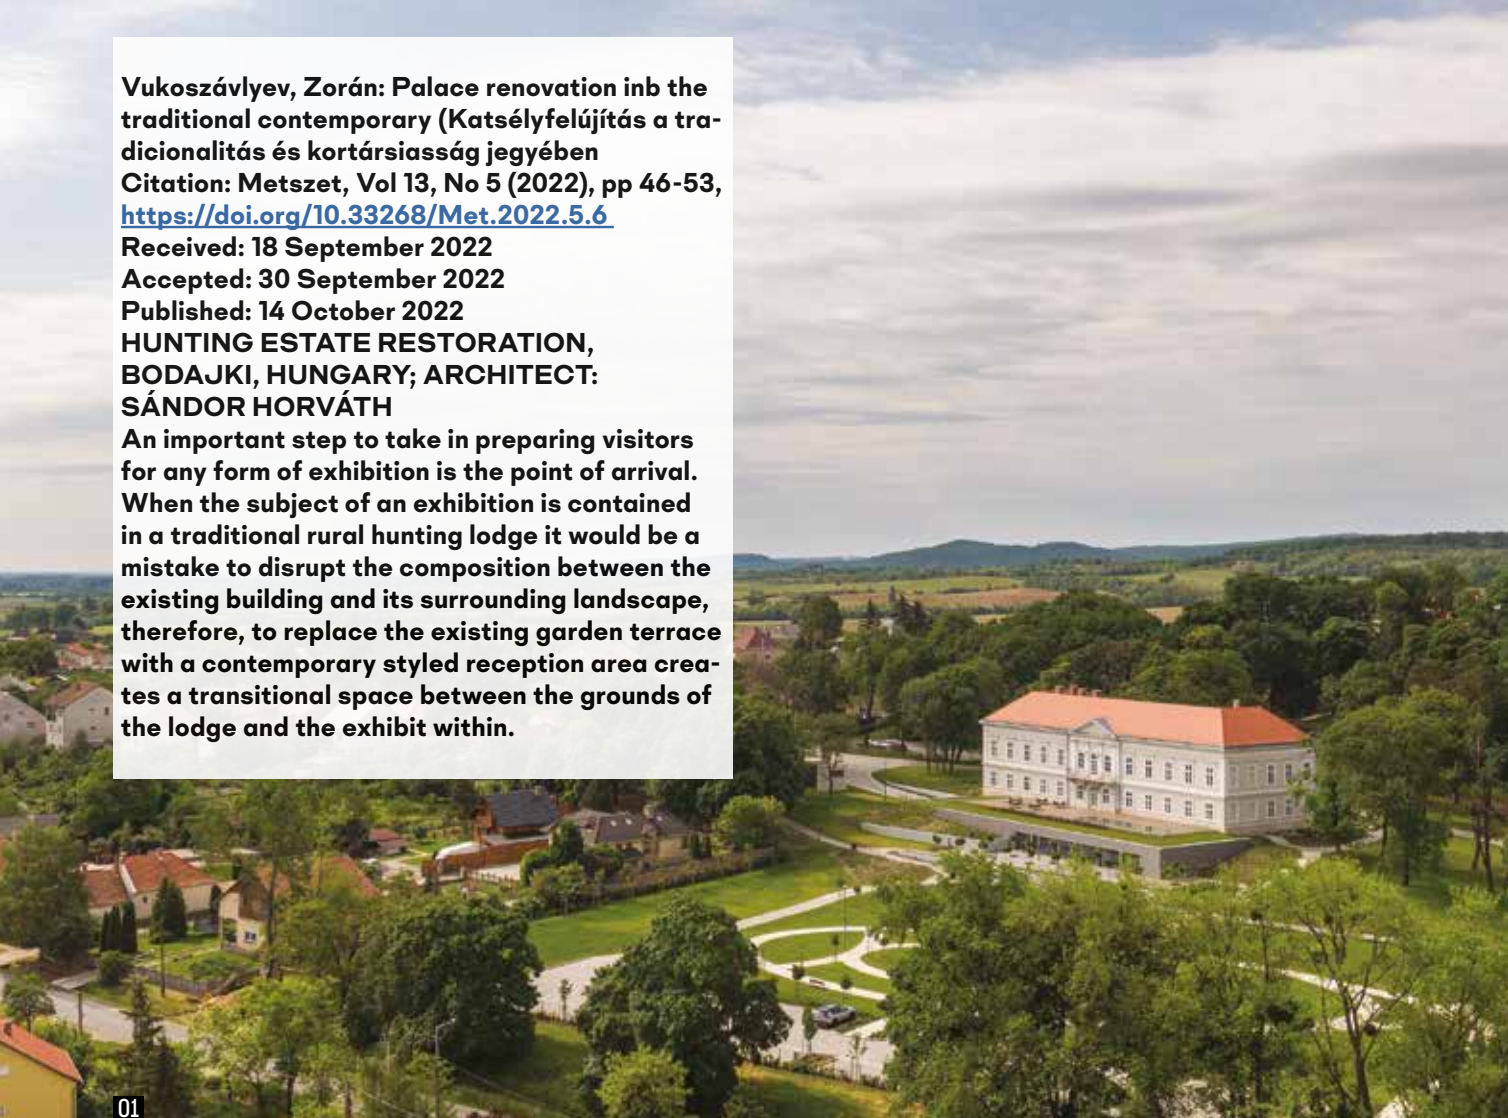 Vukoszávlyev, Zorán: Palace renovation inb the
traditional contemporary (Katsélyfelújítás a tra-
dicionalitás és kortársiasság jegyében
Citation: Metszet, Vol 13, No 5 (2022), pp 46-53,
https://doi.org/10.33268/Met.2022.5.6
Received: 18 September 2022
Accepted: 30 September 2022
Published: 14 October 2022
HUNTING ESTATE RESTORATION,
BODAJKI, HUNGARY; ARCHITECT:
SÁNDOR HORVÁTH
An important step to take in preparing visitors
for any form of exhibition is the point of arrival.
When the subject of an exhibition is contained
in a traditional rural hunting lodge it would be a
mistake to disrupt the composition between the
existing building and its surrounding landscape,
therefore, to replace the existing garden terrace
with a contemporary styled reception area crea-
tes a transitional space between the grounds of
the lodge and the exhibit within.
01